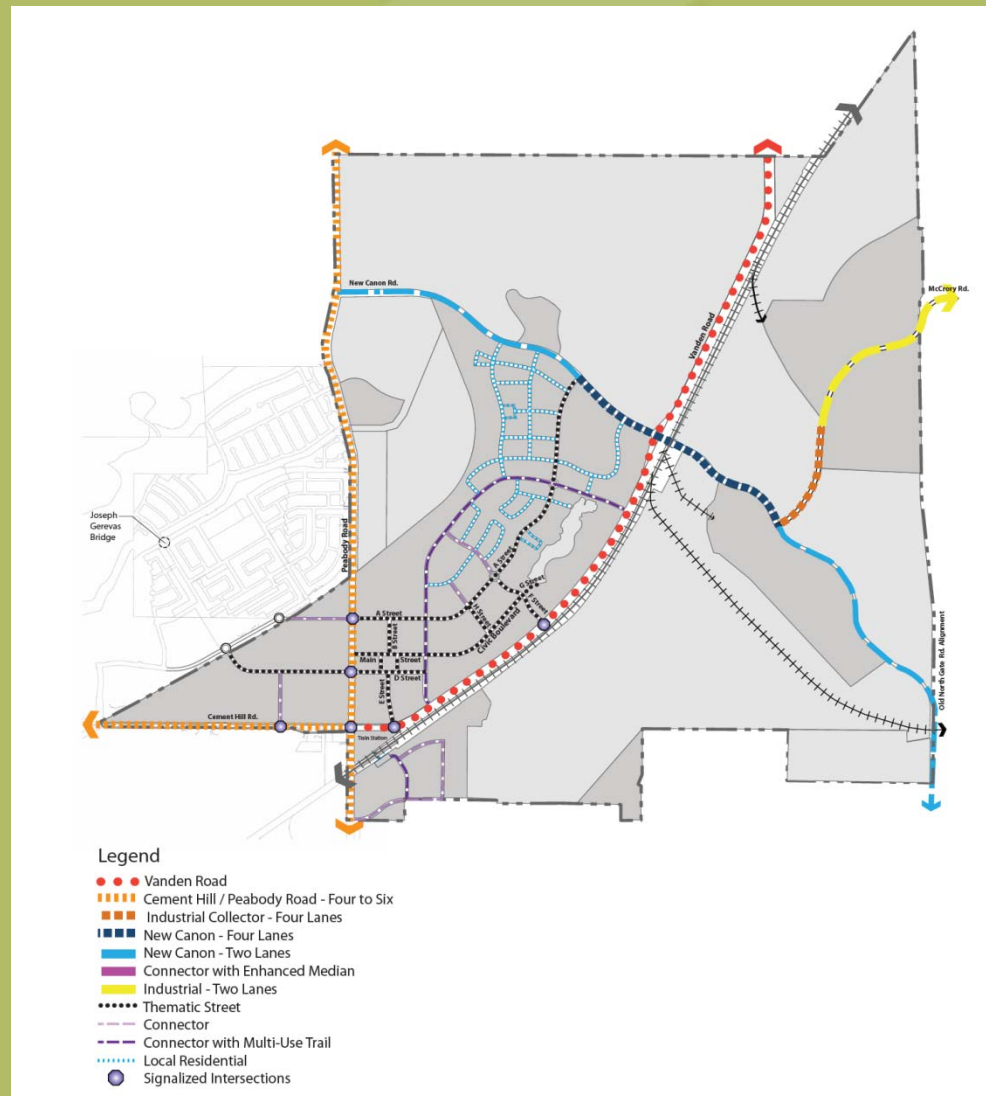 New Canon Rd.
Vanden Road
McCrory Rd.
Joseph
Gerevas
Bridge
Peabody Road
A Street
A Street
G Street
F Street
H Street
Civic Boulevard
B Street
Main Street
D Street
E Street
Old North Gate Rd. Alignment
Cement Hill Rd.
Train Station
Legend
Vanden Road
Cement Hill / Peabody Road - Four to Six
Industrial Collector - Four Lanes
New Canon - Four Lanes
New Canon - Two Lanes
Connector with Enhanced Median
Industrial - Two Lanes
Thematic Street
Connector
Connector with Multi-Use Trail
Local Residential
Signalized Intersections